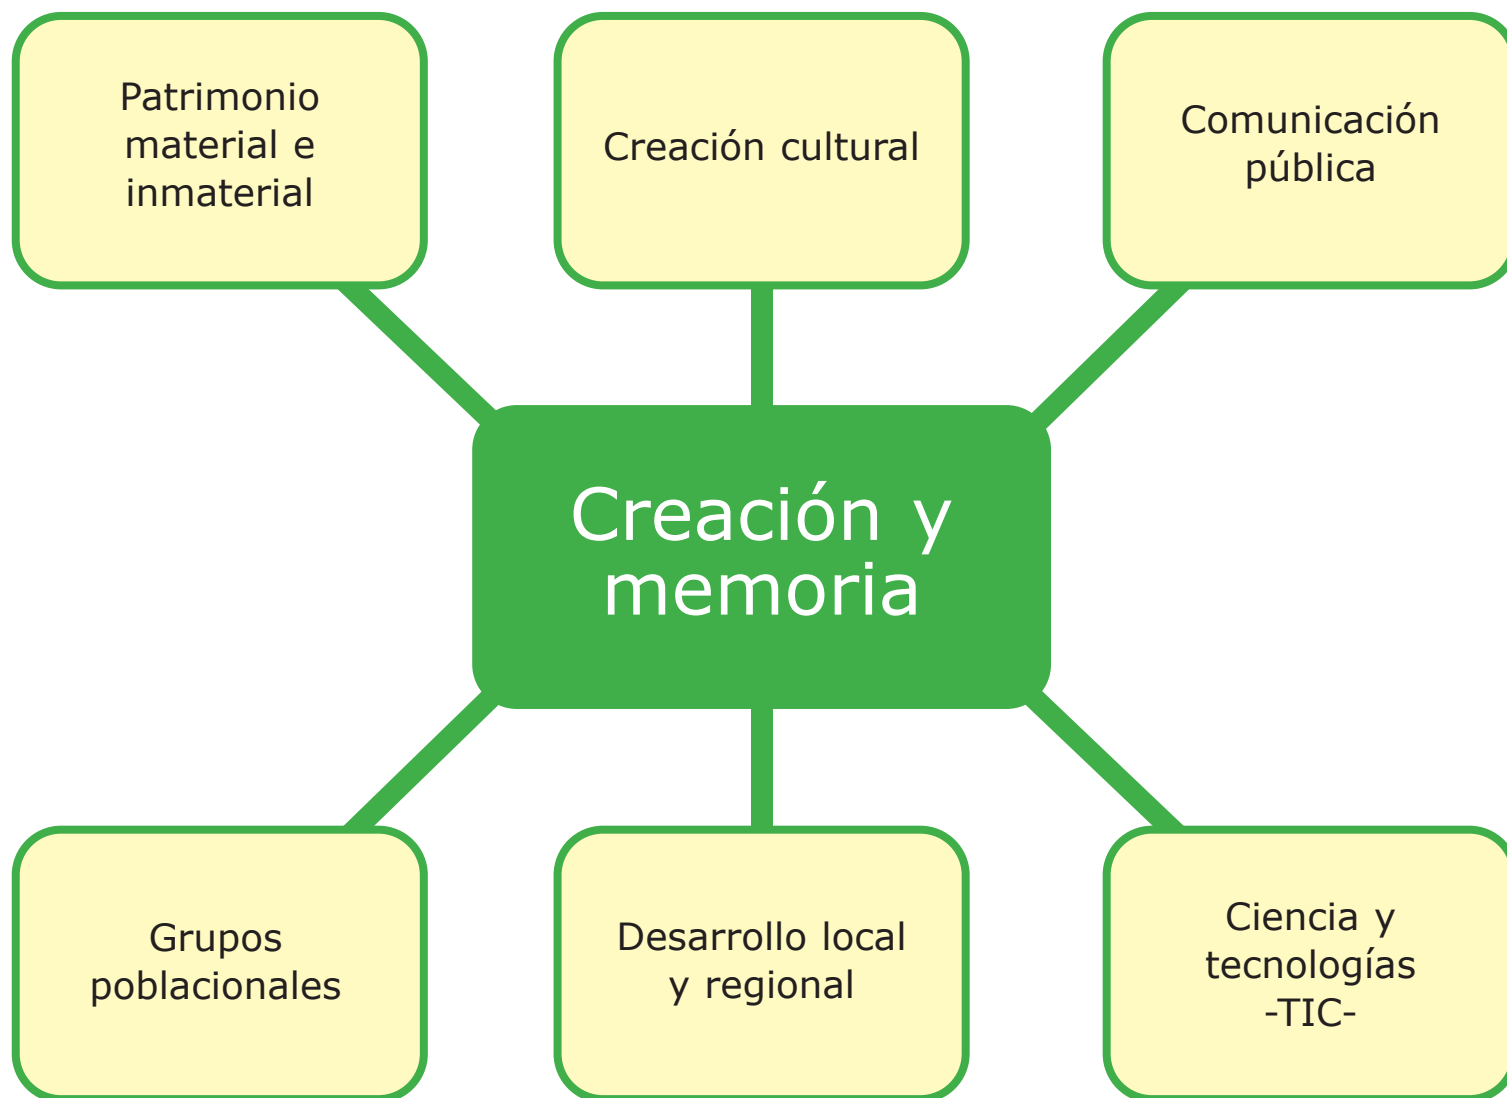 Patrimonio
material e
inmaterial
Creación cultural
Comunicación
pública
Creación y
memoria
Grupos
poblacionales
Desarrollo local
y regional
Ciencia y
tecnologías
-TIC-